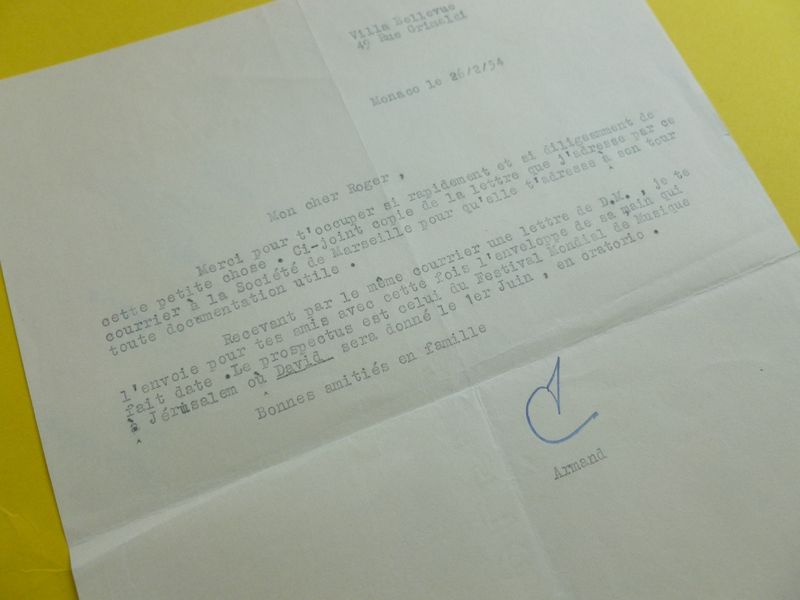 Villa Bellevue
45 Rue Grimaldi
Monaco le 26/2/54
Mon cher Roger ,
Merci pour t'occuper si rapidement et si diligemment de
cette petite chose . Ci-joint copie de la lettre que j'adresse par ce
courrier à la Société de Marseille pour qu'elle t'adresse à son tour
toute documentation utile .
Recevant par le même courrier une lettre de D.M. , je te
l'envoie pour tes amis avec cette fois l'enveloppe de sa main qui
fait date .Le prospectus est celui du Festival Mondial de Musique
à Jérusalem où David sera donné le 1er Juin , en oratorio .
Bonnes amitiés en famille
Armand